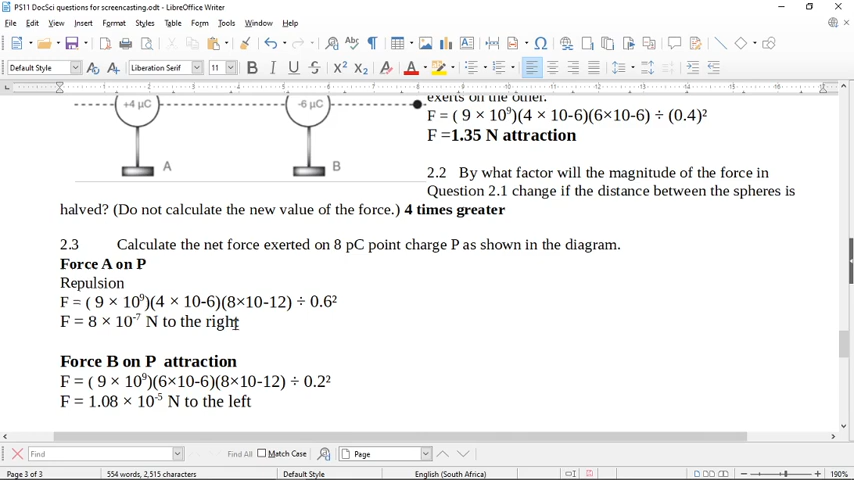 PS11 DocSci questions for screencasting.odt - LibreOffice Writer
File Edit View Insert Format Styles Table Form Tools Window Help
Default Style Liberation Serif 11
+4 µC -6 µC
A B
exerts on the other.
F = ( 9 × 10⁹)(4 × 10-6)(6×10-6) ÷ (0.4)²
F =1.35 N attraction
2.2 By what factor will the magnitude of the force in
Question 2.1 change if the distance between the spheres is
halved? (Do not calculate the new value of the force.) 4 times greater
2.3 Calculate the net force exerted on 8 pC point charge P as shown in the diagram.
Force A on P
Repulsion
F = ( 9 × 10⁹)(4 × 10-6)(8×10-12) ÷ 0.6²
F = 8 × 10⁻⁷ N to the right
Force B on P attraction
F = ( 9 × 10⁹)(6×10-6)(8×10-12) ÷ 0.2²
F = 1.08 × 10⁻⁵ N to the left
Find Find All Match Case Page
Page 3 of 3 554 words, 2,515 characters Default Style English (South Africa) 190%